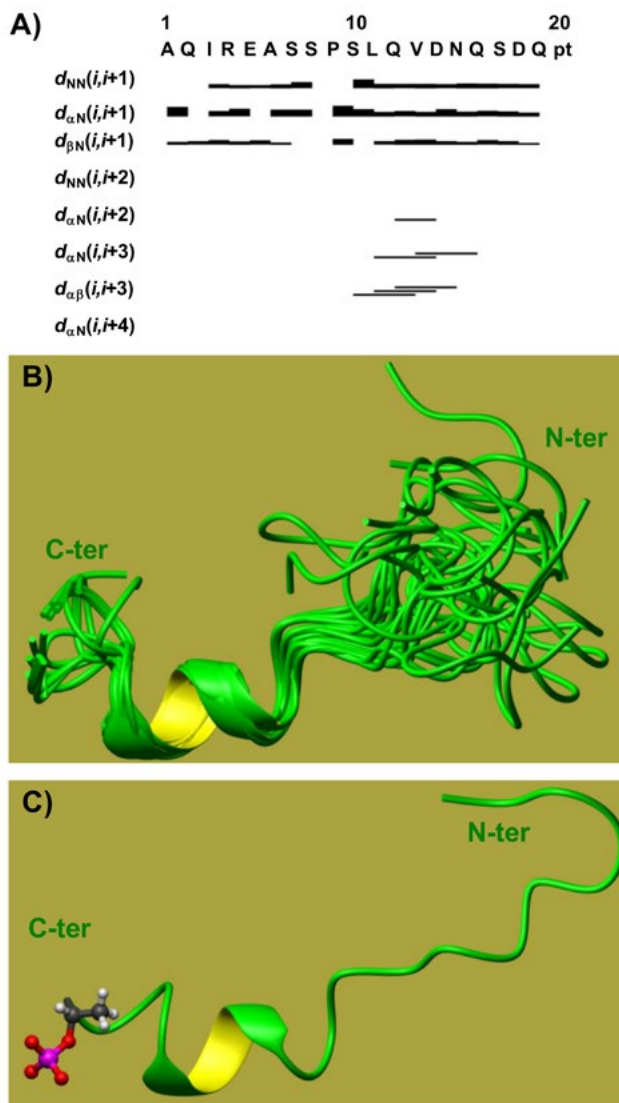 A)
1 10 20
A Q I R E A S S P S L Q V D N Q S D Q pt
dNN(i,i+1)
dαN(i,i+1)
dβN(i,i+1)
dNN(i,i+2)
dαN(i,i+2)
dαN(i,i+3)
dαβ(i,i+3)
dαN(i,i+4)
B)
N-ter
C-ter
C)
N-ter
C-ter